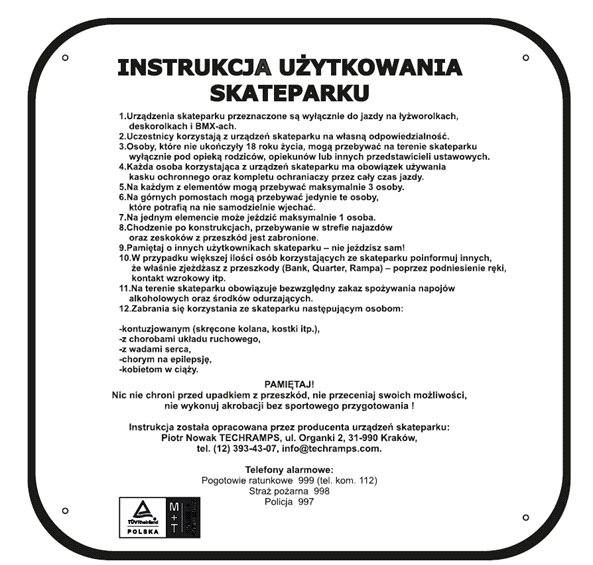 INSTRUKCJA UŻYTKOWANIA
SKATEPARKU
1.Urządzenia skateparku przeznaczone są wyłącznie do jazdy na łyżworolkach,
deskorolkach i BMX-ach.
2.Uczestnicy korzystają z urządzeń skateparku na własną odpowiedzialność.
3.Osoby, które nie ukończyły 18 roku życia, mogą przebywać na terenie skateparku
wyłącznie pod opieką rodziców, opiekunów lub innych przedstawicieli ustawowych.
4.Każda osoba korzystająca z urządzeń skateparku ma obowiązek używania
kasku ochronnego oraz kompletu ochraniaczy przez cały czas jazdy.
5.Na każdym z elementów mogą przebywać maksymalnie 3 osoby.
6.Na górnych pomostach mogą przebywać jedynie te osoby,
które potrafią na nie samodzielnie wjechać.
7.Na jednym elemencie może jeździć maksymalnie 1 osoba.
8.Chodzenie po konstrukcjach, przebywanie w strefie najazdów
oraz zeskoków z przeszkód jest zabronione.
9.Pamiętaj o innych użytkownikach skateparku – nie jeździsz sam!
10.W przypadku większej ilości osób korzystających ze skateparku poinformuj innych,
że właśnie zjeżdżasz z przeszkody (Bank, Quarter, Rampa) – poprzez podniesienie ręki,
kontakt wzrokowy itp.
11.Na terenie skateparku obowiązuje bezwzględny zakaz spożywania napojów
alkoholowych oraz środków odurzających.
12.Zabrania się korzystania ze skateparku następującym osobom:
-kontuzjowanym (skręcone kolana, kostki itp.),
-z chorobami układu ruchowego,
-z wadami serca,
-chorym na epilepsję,
-kobietom w ciąży.
PAMIĘTAJ!
Nic nie chroni przed upadkiem z przeszkód, nie przeceniaj swoich możliwości,
nie wykonuj akrobacji bez sportowego przygotowania !
Instrukcja została opracowana przez producenta urządzeń skateparku:
Piotr Nowak TECHRAMPS, ul. Organki 2, 31-990 Kraków,
tel. (12) 393-43-07, info@techramps.com.
Telefony alarmowe:
Pogotowie ratunkowe 999 (tel. kom. 112)
Straż pożarna 998
Policja 997
TÜVRheinland
POLSKA
M+T